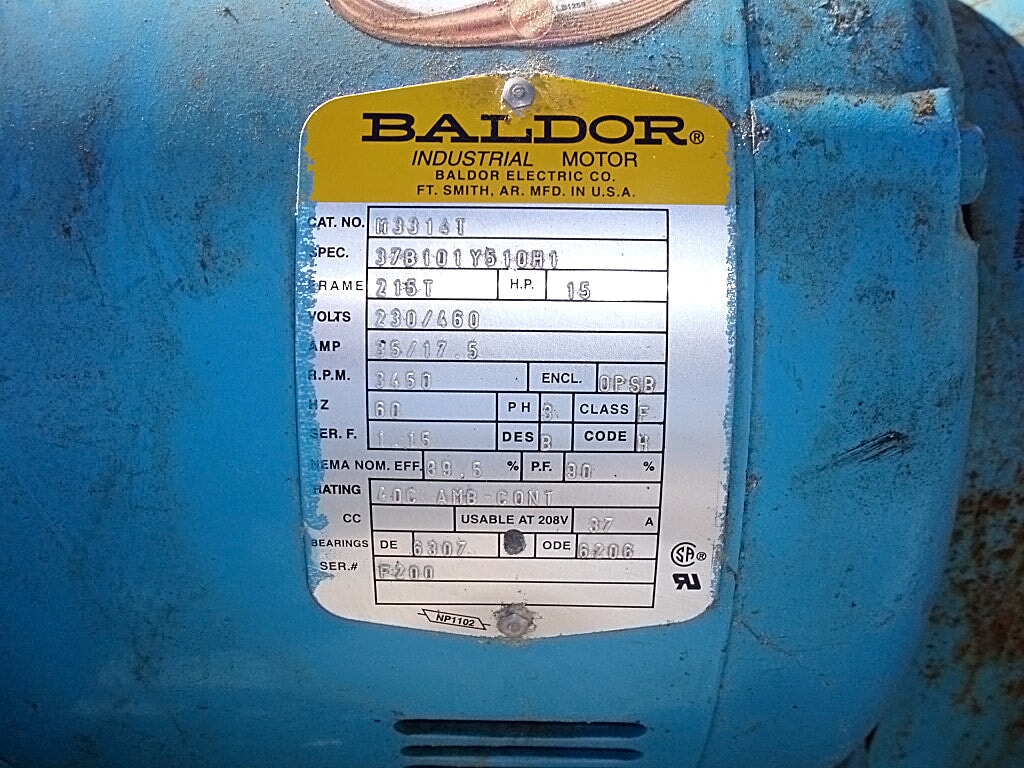 LB1259
BALDOR®
INDUSTRIAL MOTOR
BALDOR ELECTRIC CO.
FT. SMITH, AR. MFD. IN U.S.A.
CAT. NO. M3314T
SPEC. 37B101Y510H1
FRAME 215T H.P. 15
VOLTS 230/460
AMP 35/17.5
R.P.M. 3450 ENCL. OPSB
HZ 60 PH 3 CLASS F
SER. F. 1.15 DES B CODE H
NEMA NOM. EFF. 89.5 % P.F. 90 %
RATING 40C AMB-CONT
CC USABLE AT 208V 37 A
BEARINGS DE 6307 ODE 6206
SER.# F200
SA®
NP1102